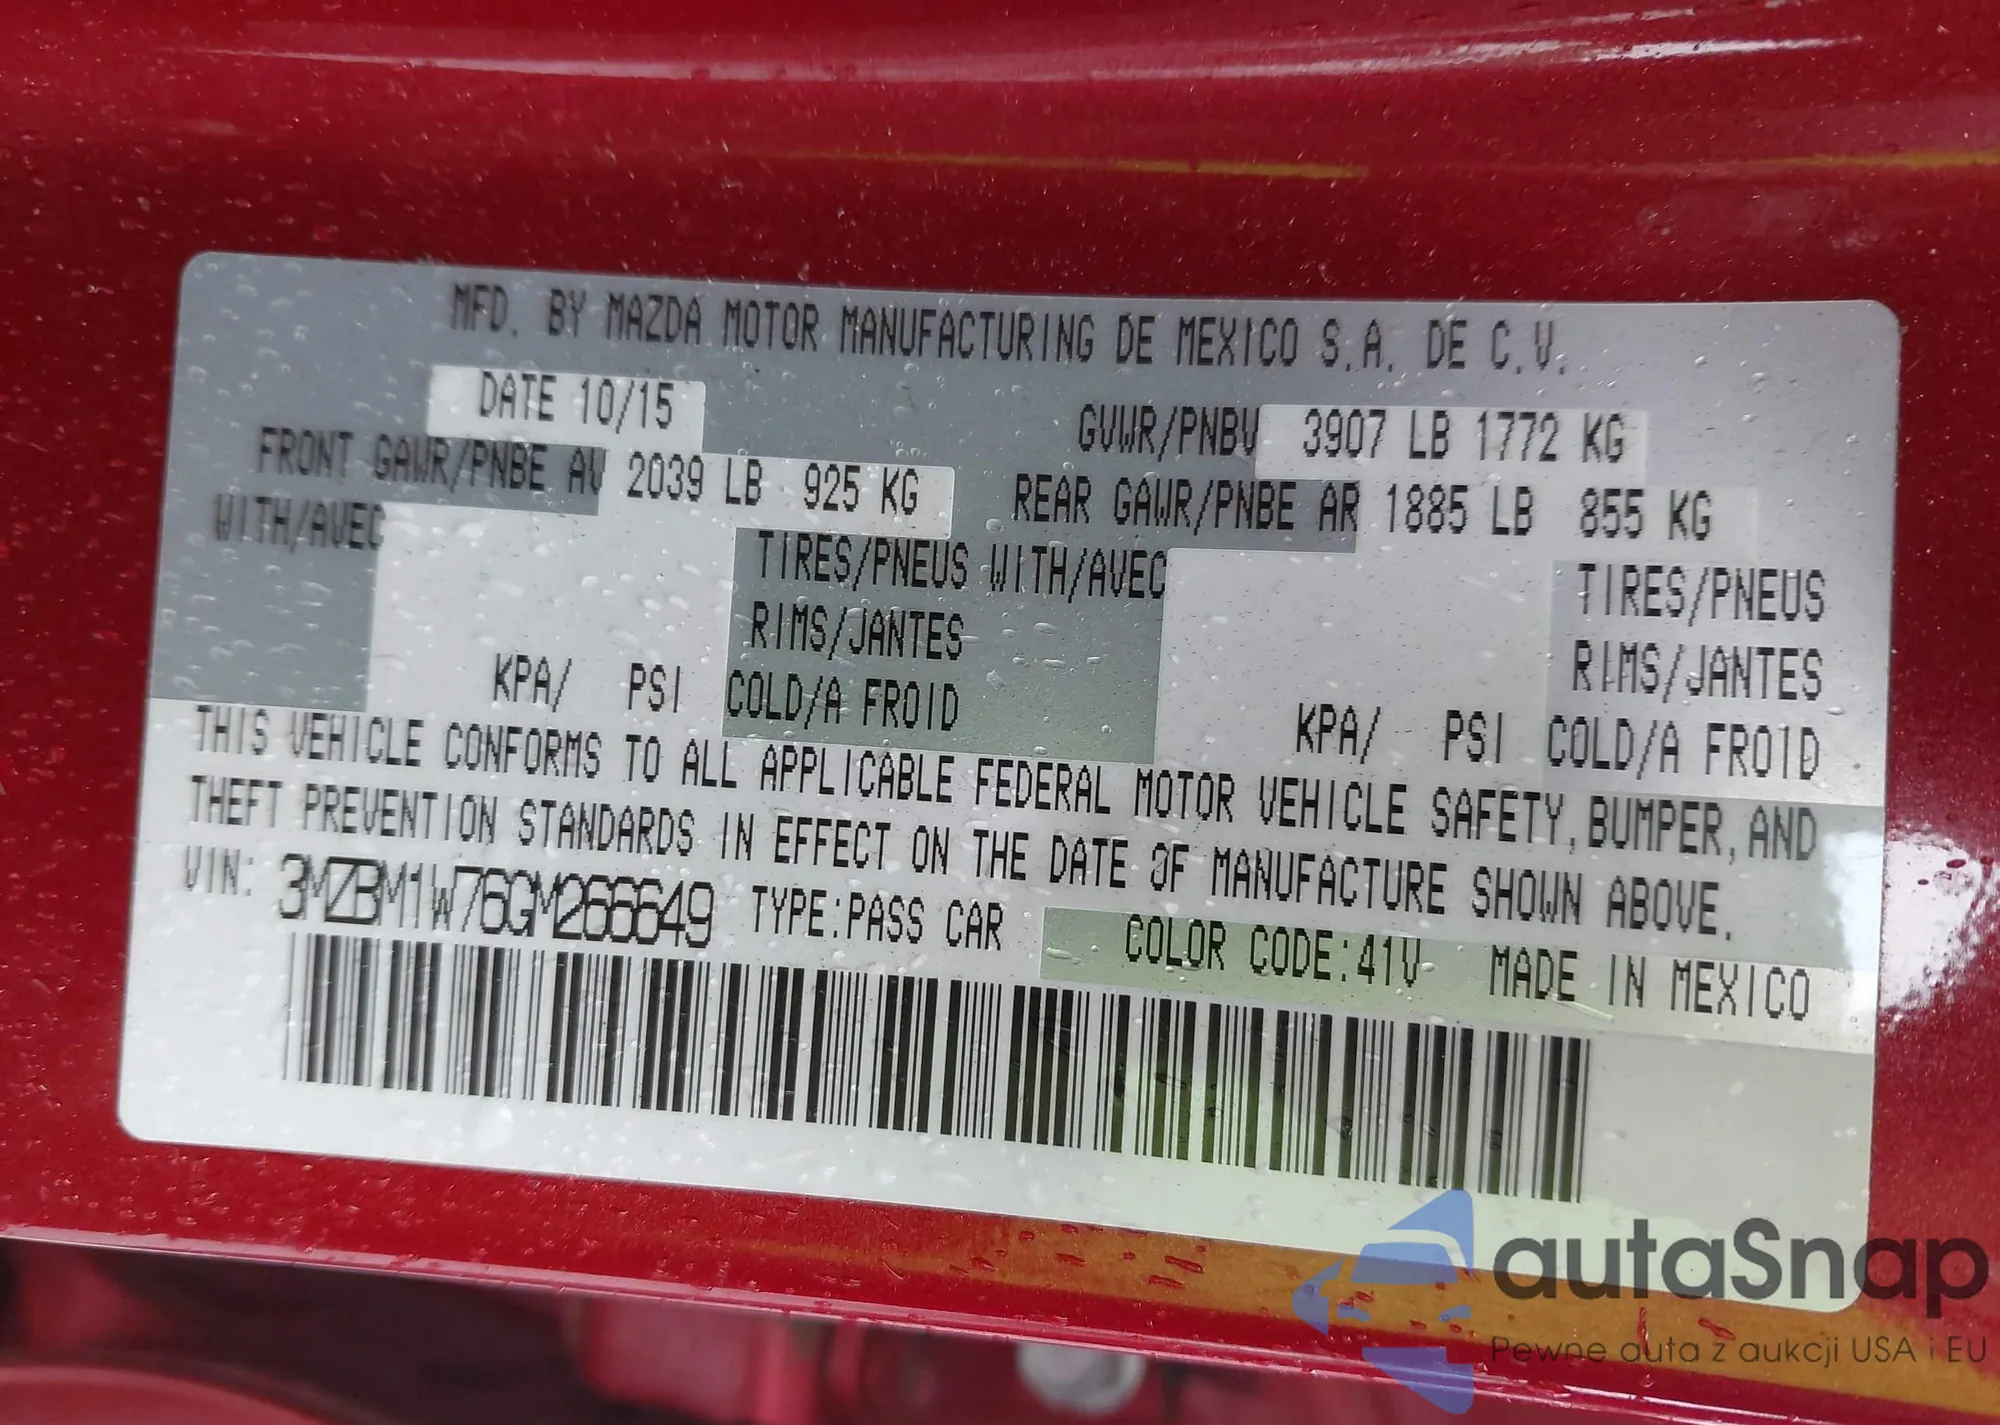 MFD. BY MAZDA MOTOR MANUFACTURING DE MEXICO S.A. DE C.V.
DATE 10/15 GVWR/PNBV 3907 LB 1772 KG
FRONT GAWR/PNBE AV 2039 LB 925 KG REAR GAWR/PNBE AR 1885 LB 855 KG
WITH/AVEC TIRES/PNEUS WITH/AVEC TIRES/PNEUS
RIMS/JANTES RIMS/JANTES
KPA/ PSI COLD/A FROID KPA/ PSI COLD/A FROID
THIS VEHICLE CONFORMS TO ALL APPLICABLE FEDERAL MOTOR VEHICLE SAFETY, BUMPER, AND
THEFT PREVENTION STANDARDS IN EFFECT ON THE DATE OF MANUFACTURE SHOWN ABOVE.
VIN: 3MZBM1W76GM266649 TYPE:PASS CAR COLOR CODE:41V MADE IN MEXICO
autaSnap
Pewne auta z aukcji USA i EU